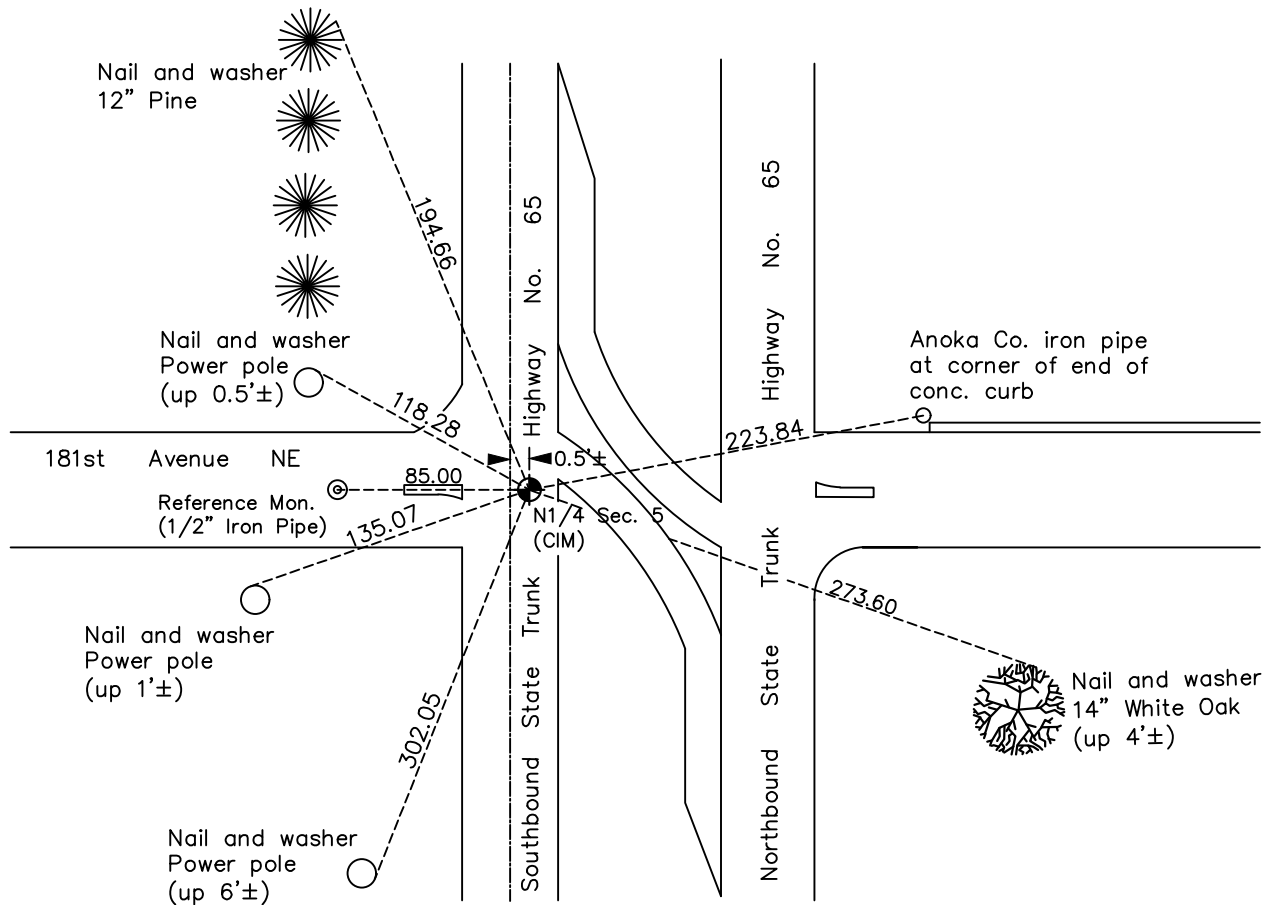 Nail and washer
12" Pine
194.66
Nail and washer
Power pole
(up 0.5'±)
118.28
Southbound State Trunk Highway No. 65
Northbound State Trunk Highway No. 65
Anoka Co. iron pipe
at corner of end of
conc. curb
223.84
0.5'±
181st Avenue NE
85.00
Reference Mon.
(1/2" Iron Pipe)
N1/4 Sec. 5
(CIM)
135.07
273.60
Nail and washer
Power pole
(up 1'±)
Nail and washer
14" White Oak
(up 4'±)
302.05
Nail and washer
Power pole
(up 6'±)